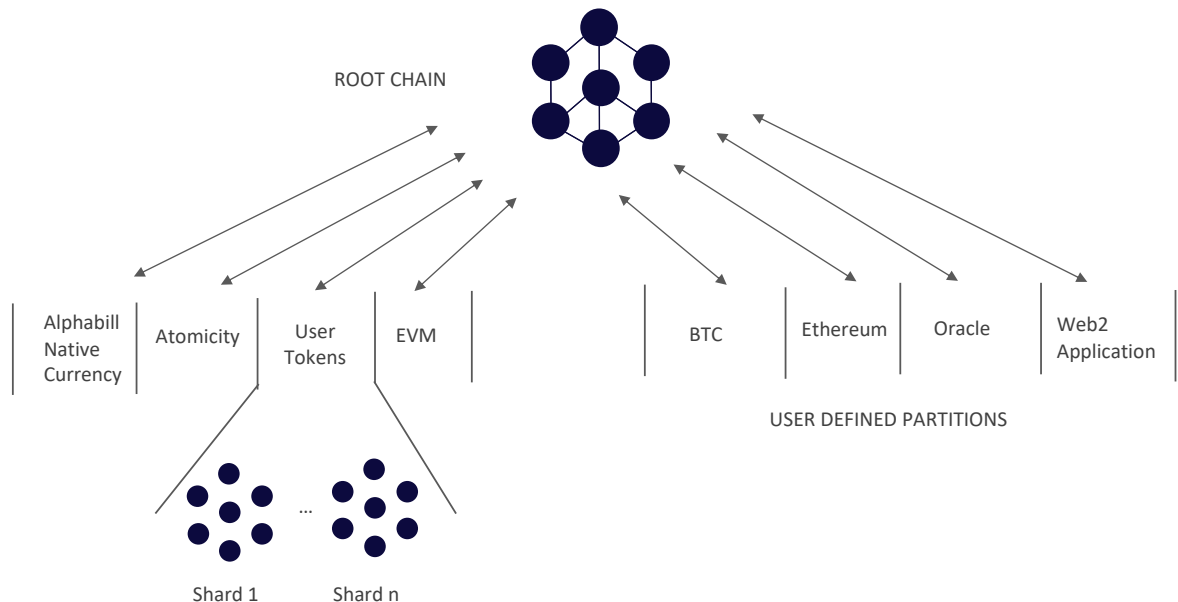 ROOT CHAIN
Alphabill
Native
Currency
Atomicity
User
Tokens
EVM
BTC
Ethereum
Oracle
Web2
Application
USER DEFINED PARTITIONS
...
Shard 1
Shard n